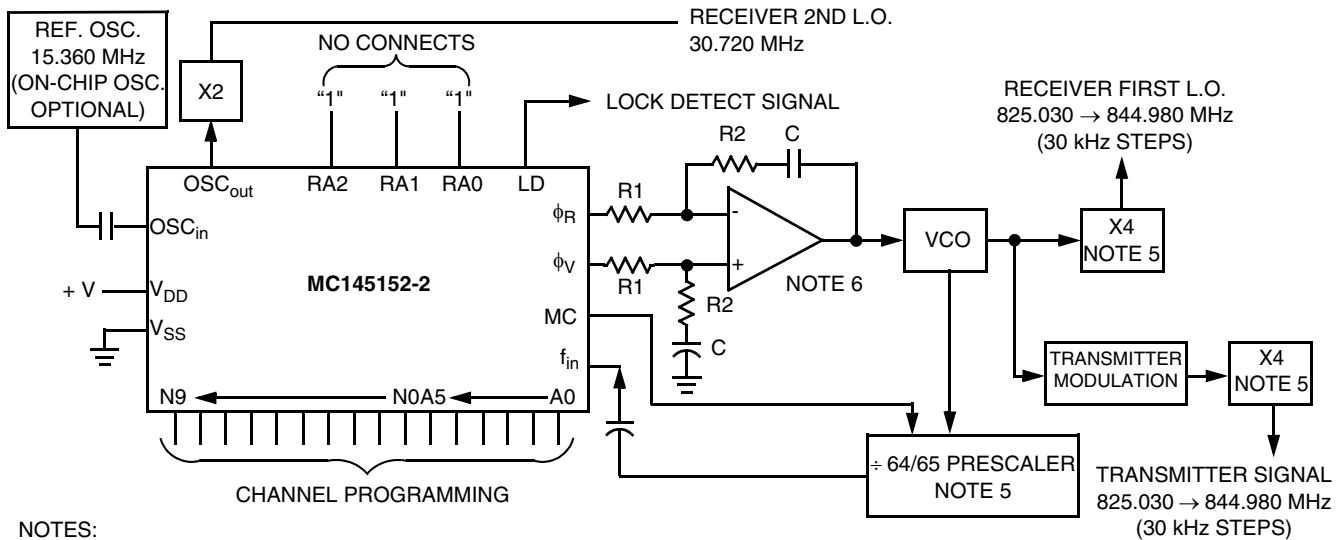 REF. OSC.
15.360 MHz
(ON-CHIP OSC.
OPTIONAL)
X2
RECEIVER 2ND L.O.
30.720 MHz
NO CONNECTS
“1" “1" “1"
LOCK DETECT SIGNAL
RECEIVER FIRST L.O.
825.030 → 844.980 MHz
(30 kHz STEPS)
OSCout RA2 RA1 RA0 LD
OSCin
+ V VDD
VSS
MC145152-2
ϕR
ϕV
MC
fin
N9 N0A5 A0
R1
R1
R2 C
-
+
NOTE 6
R2
C
VCO
X4
NOTE 5
TRANSMITTER
MODULATION
X4
NOTE 5
÷ 64/65 PRESCALER
NOTE 5
TRANSMITTER SIGNAL
825.030 → 844.980 MHz
(30 kHz STEPS)
CHANNEL PROGRAMMING
NOTES: